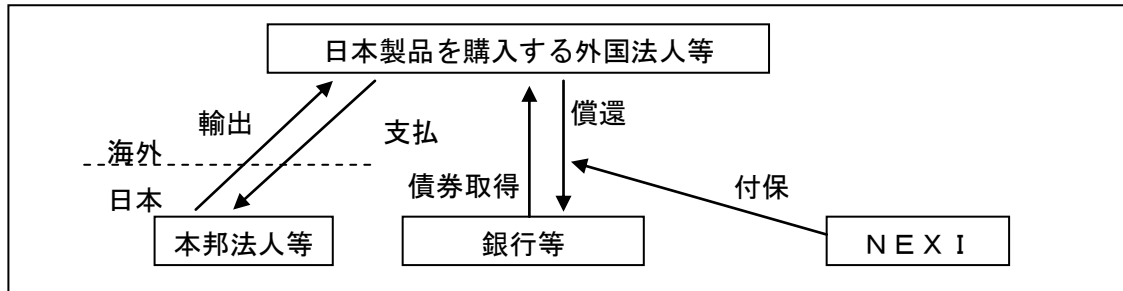 日本製品を購入する外国法人等
輸出
支払
償還
海外
日本
債券取得
付保
本邦法人等
銀行等
ＮＥＸＩ